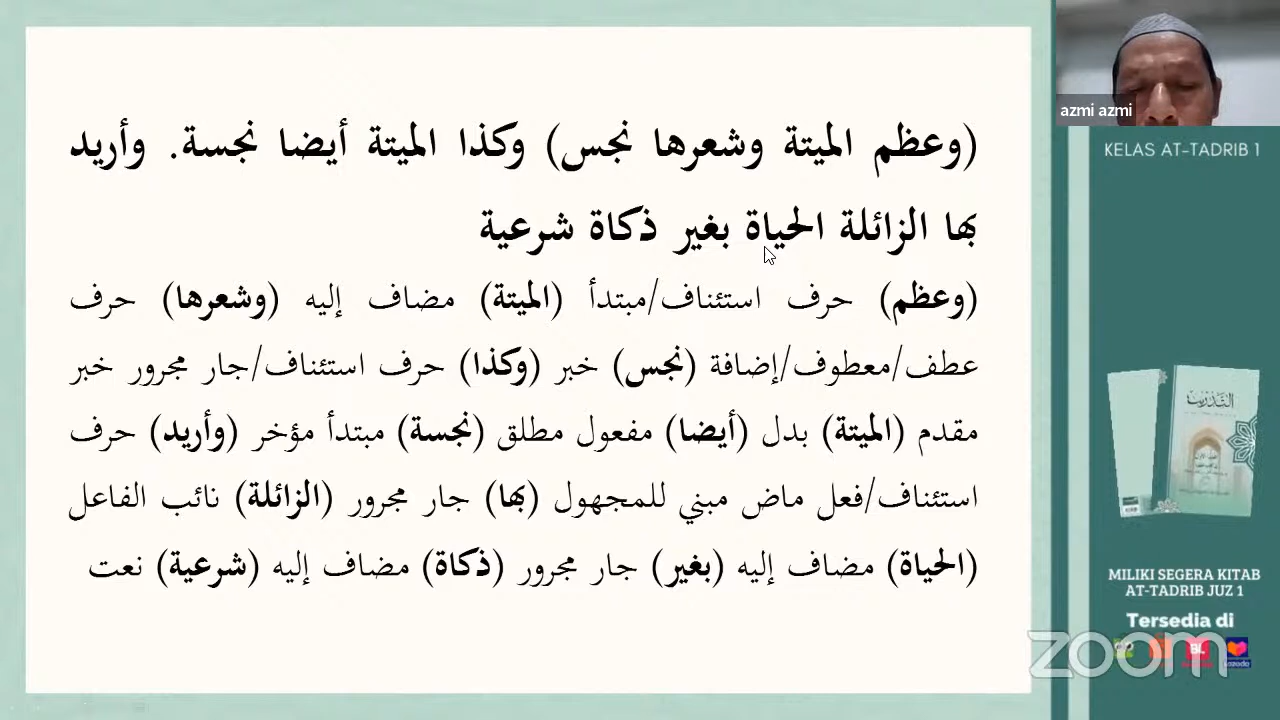 (وعظم الميتة وشعرها نجس) وكذا الميتة أيضا نجسة. وأريد
بها الزائلة الحياة بغير ذكاة شرعية
(وعظم) حرف استئناف/مبتدأ (الميتة) مضاف إليه (وشعرها) حرف
عطف/معطوف/إضافة (نجس) خبر (وكذا) حرف استئناف/جار مجرور خبر
مقدم (الميتة) بدل (أيضا) مفعول مطلق (نجسة) مبتدأ مؤخر (وأريد) حرف
استئناف/فعل ماض مبني للمجهول (بها) جار مجرور (الزائلة) نائب الفاعل
(الحياة) مضاف إليه (بغير) جار مجرور (ذكاة) مضاف إليه (شرعية) نعت
azmi azmi
KELAS AT-TADRIB 1
التذريب
MILIKI SEGERA KITAB
AT-TADRIB JUZ 1
Tersedia di
BL
zoom